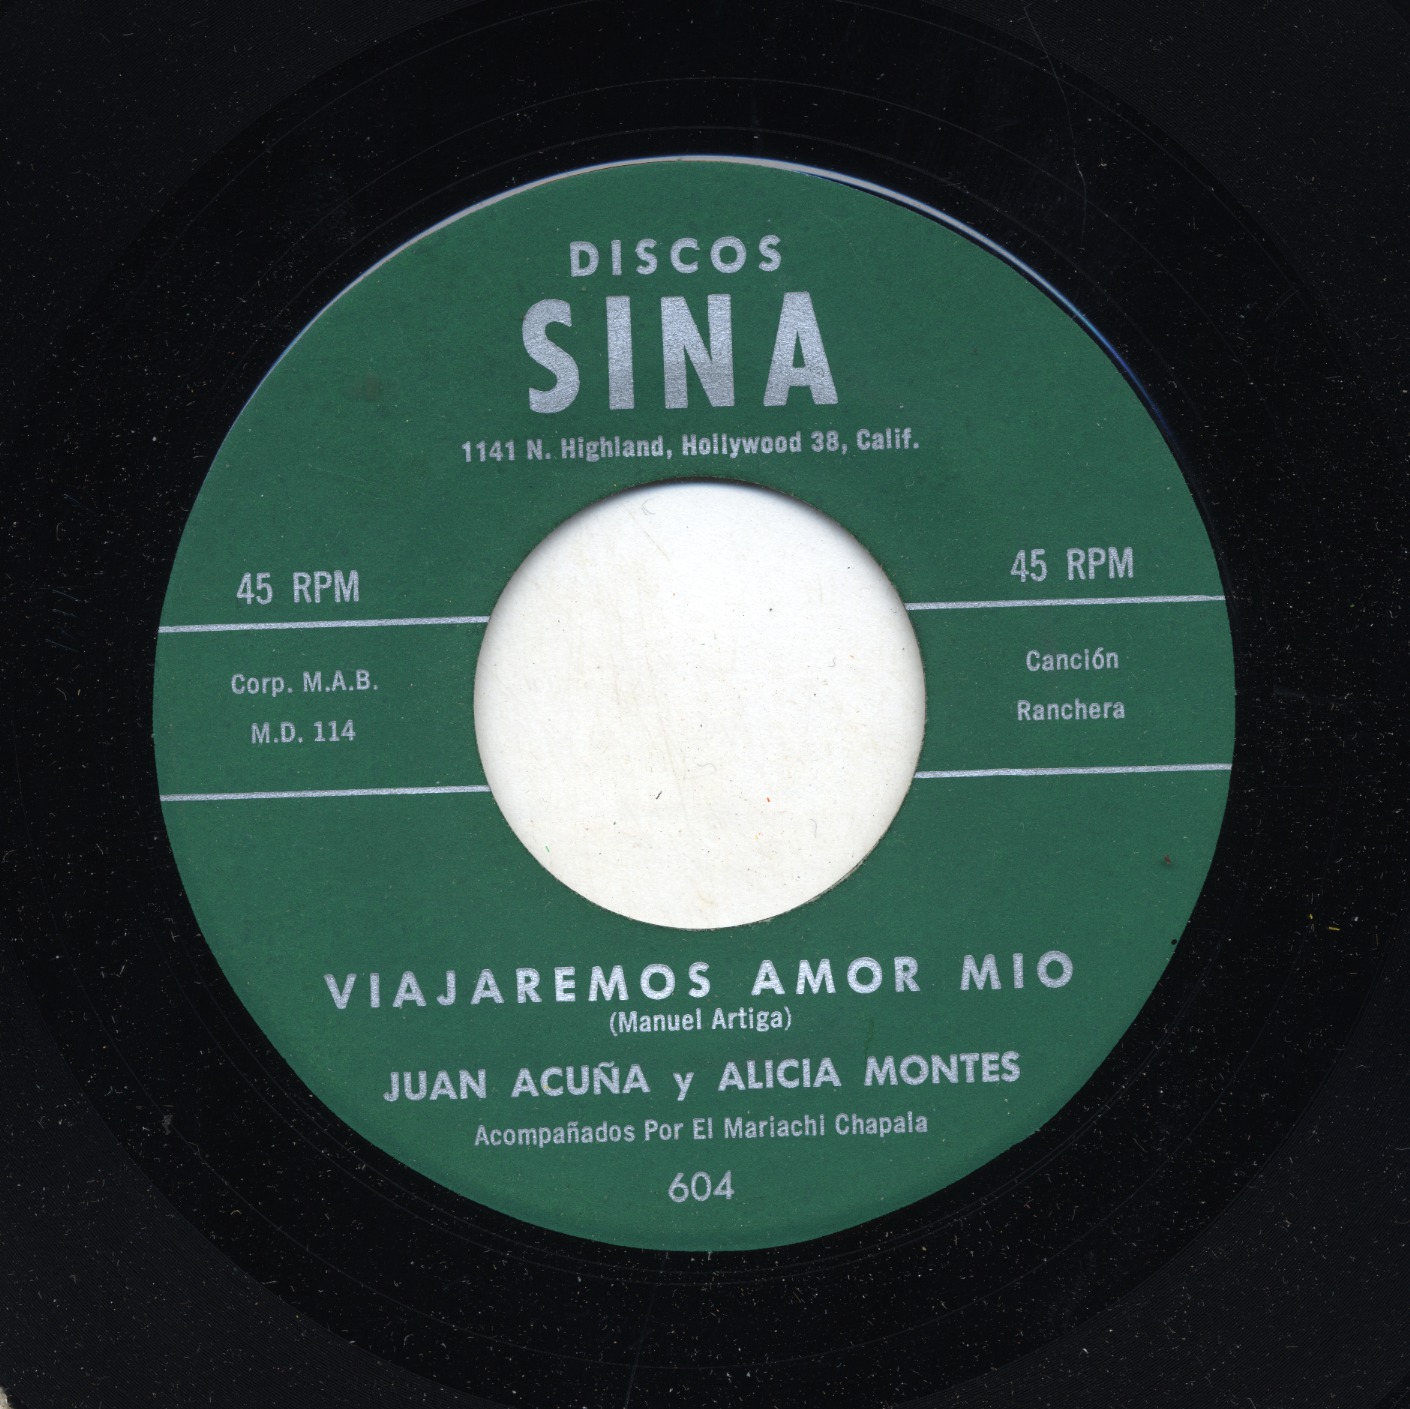 DISCOS
SINA
1141 N. Highland, Hollywood 38, Calif.
45 RPM
45 RPM
Corp. M.A.B.
M.D. 114
Canción
Ranchera
VIAJAREMOS AMOR MIO
(Manuel Artiga)
JUAN ACUÑA y ALICIA MONTES
Acompañados Por El Mariachi Chapala
604